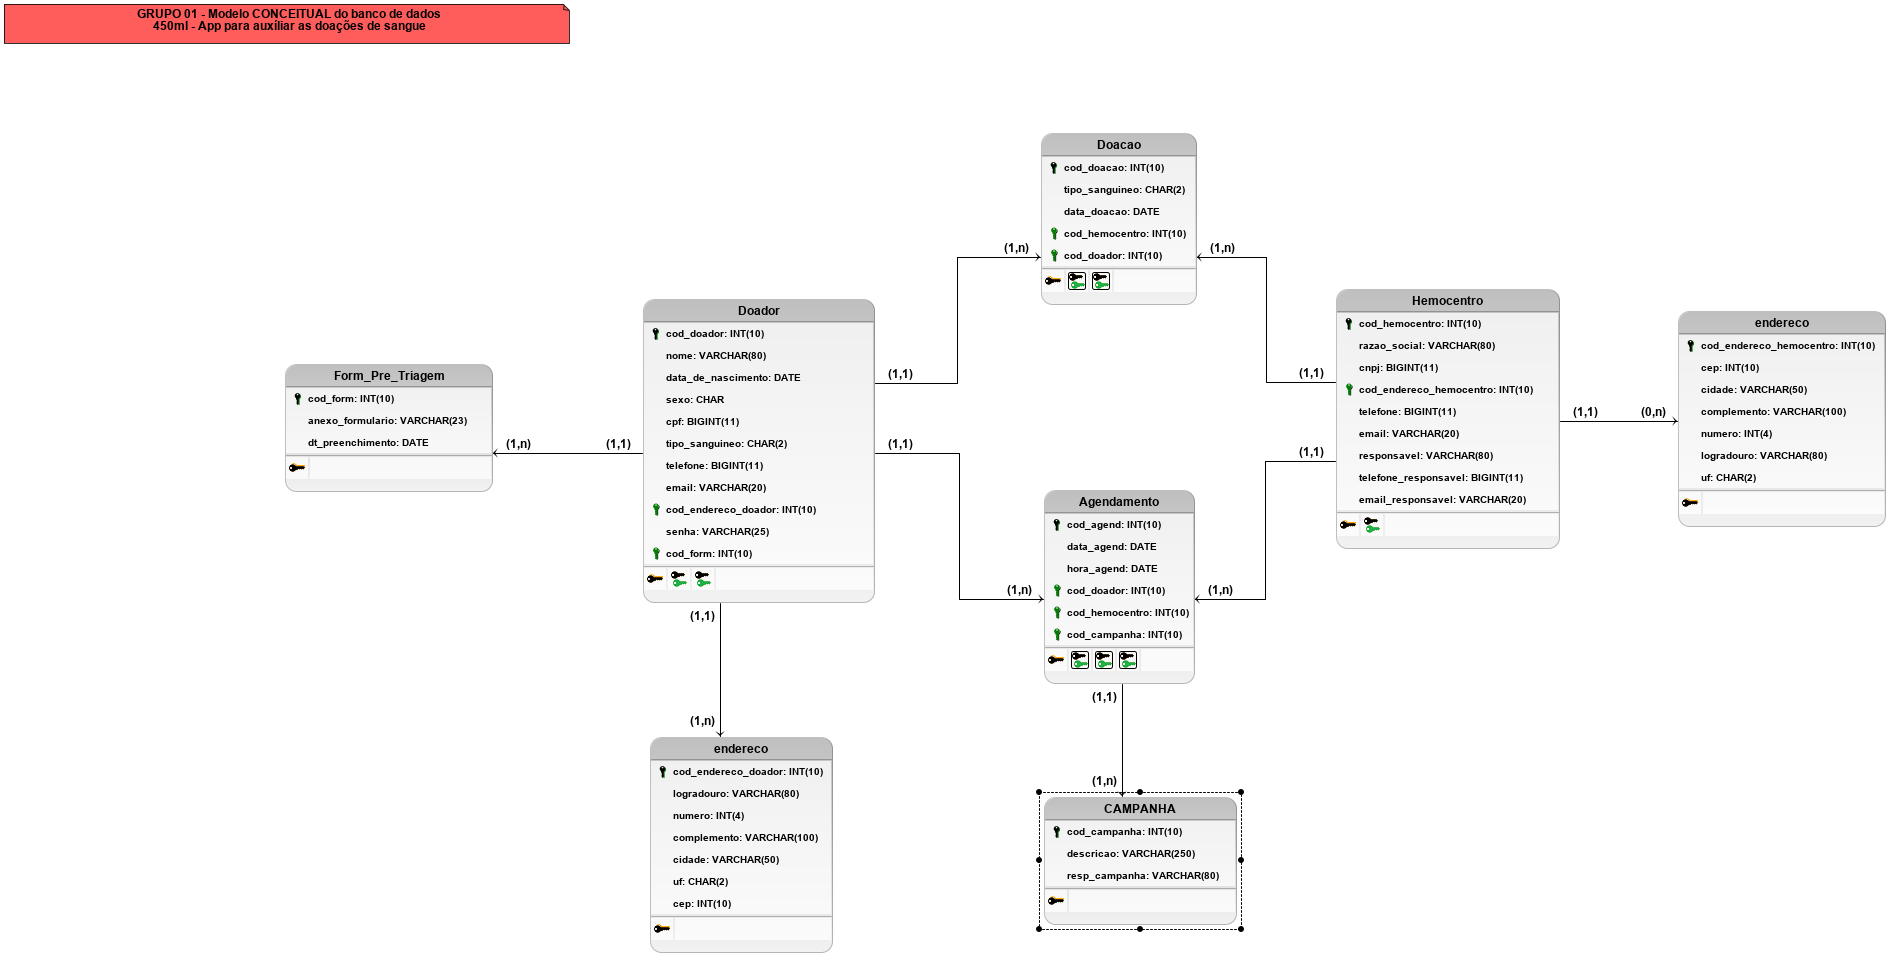 GRUPO 01 - Modelo CONCEITUAL do banco de dados
450ml - App para auxíliar as doações de sangue
Doacao
cod_doacao: INT(10)
tipo_sanguineo: CHAR(2)
data_doacao: DATE
cod_hemocentro: INT(10)
cod_doador: INT(10)
(1,n)
(1,n)
Doador
cod_doador: INT(10)
nome: VARCHAR(80)
data_de_nascimento: DATE
sexo: CHAR
cpf: BIGINT(11)
tipo_sanguineo: CHAR(2)
telefone: BIGINT(11)
email: VARCHAR(20)
cod_endereco_doador: INT(10)
senha: VARCHAR(25)
cod_form: INT(10)
(1,1)
(1,1)
(1,1)
(1,n)
(1,1)
(1,n)
Form_Pre_Triagem
cod_form: INT(10)
anexo_formulario: VARCHAR(23)
dt_preenchimento: DATE
Hemocentro
cod_hemocentro: INT(10)
razao_social: VARCHAR(80)
cnpj: BIGINT(11)
cod_endereco_hemocentro: INT(10)
telefone: BIGINT(11)
email: VARCHAR(20)
responsavel: VARCHAR(80)
telefone_responsavel: BIGINT(11)
email_responsavel: VARCHAR(20)
(1,1)
(1,1)
(1,1)
(0,n)
endereco
cod_endereco_hemocentro: INT(10)
cep: INT(10)
cidade: VARCHAR(50)
complemento: VARCHAR(100)
numero: INT(4)
logradouro: VARCHAR(80)
uf: CHAR(2)
Agendamento
cod_agend: INT(10)
data_agend: DATE
hora_agend: DATE
cod_doador: INT(10)
cod_hemocentro: INT(10)
cod_campanha: INT(10)
(1,n)
(1,n)
(1,1)
(1,n)
endereco
cod_endereco_doador: INT(10)
logradouro: VARCHAR(80)
numero: INT(4)
complemento: VARCHAR(100)
cidade: VARCHAR(50)
uf: CHAR(2)
cep: INT(10)
CAMPANHA
cod_campanha: INT(10)
descricao: VARCHAR(250)
resp_campanha: VARCHAR(80)